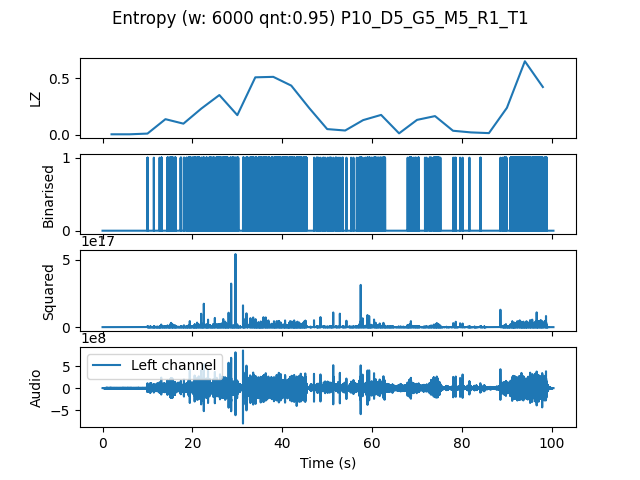 Entropy (w: 6000 qnt:0.95) P10_D5_G5_M5_R1_T1
LZ
0.5
0.0
Binarised
1
0
1e17
Squared
5
0
1e8
Audio
5
0
−5
Left channel
0 20 40 60 80 100
Time (s)